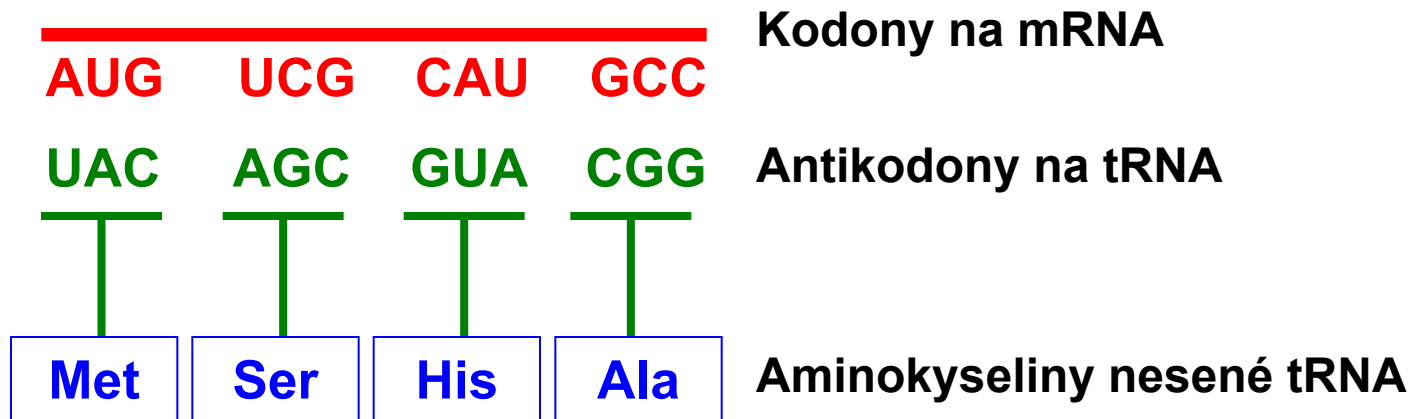 Kodony na mRNA
AUG UCG CAU GCC
UAC AGC GUA CGG Antikodony na tRNA
Met Ser His Ala Aminokyseliny nesené tRNA